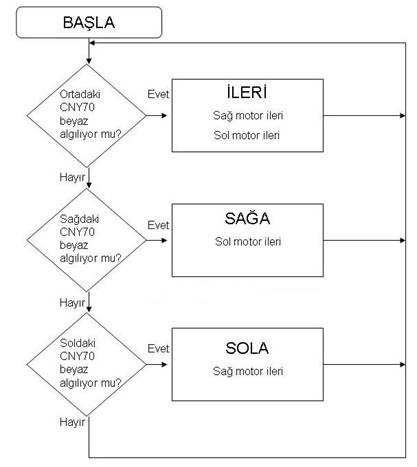 BAŞLA
Ortadaki
CNY70
beyaz
algılıyor mu?
Evet
İLERİ
Sağ motor ileri
Sol motor ileri
Hayır
Sağdaki
CNY70
beyaz
algılıyor mu?
Evet
SAĞA
Sol motor ileri
Hayır
Soldaki
CNY70
beyaz
algılıyor mu?
Evet
SOLA
Sağ motor ileri
Hayır